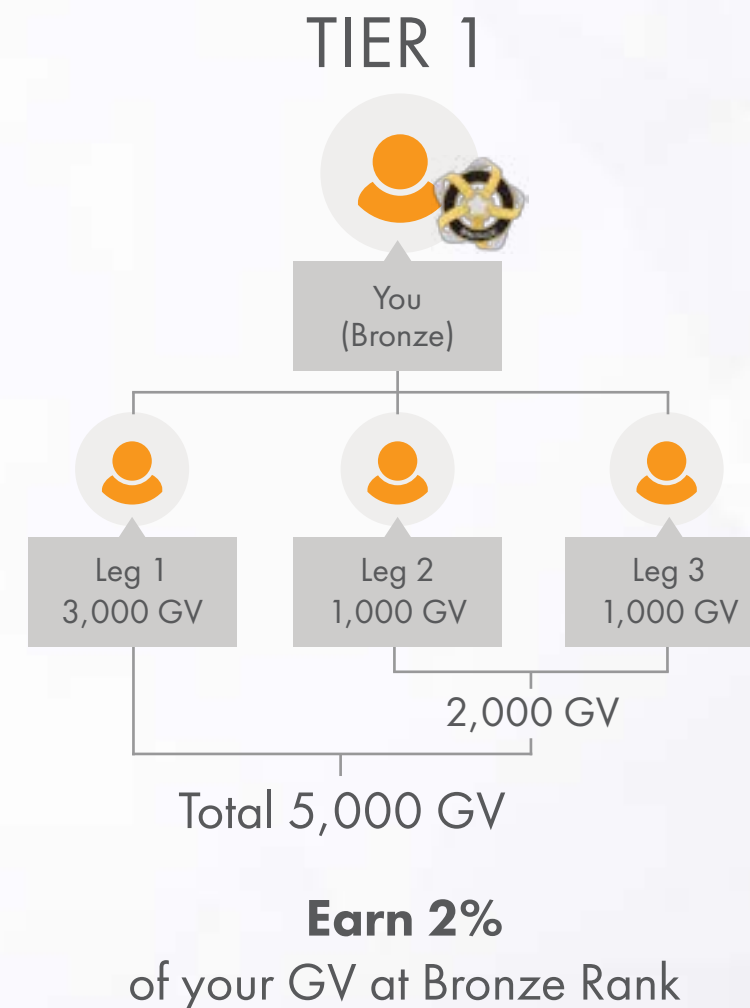 TIER 1
You
(Bronze)
Leg 1
3,000 GV
Leg 2
1,000 GV
Leg 3
1,000 GV
2,000 GV
Total 5,000 GV
Earn 2%
of your GV at Bronze Rank